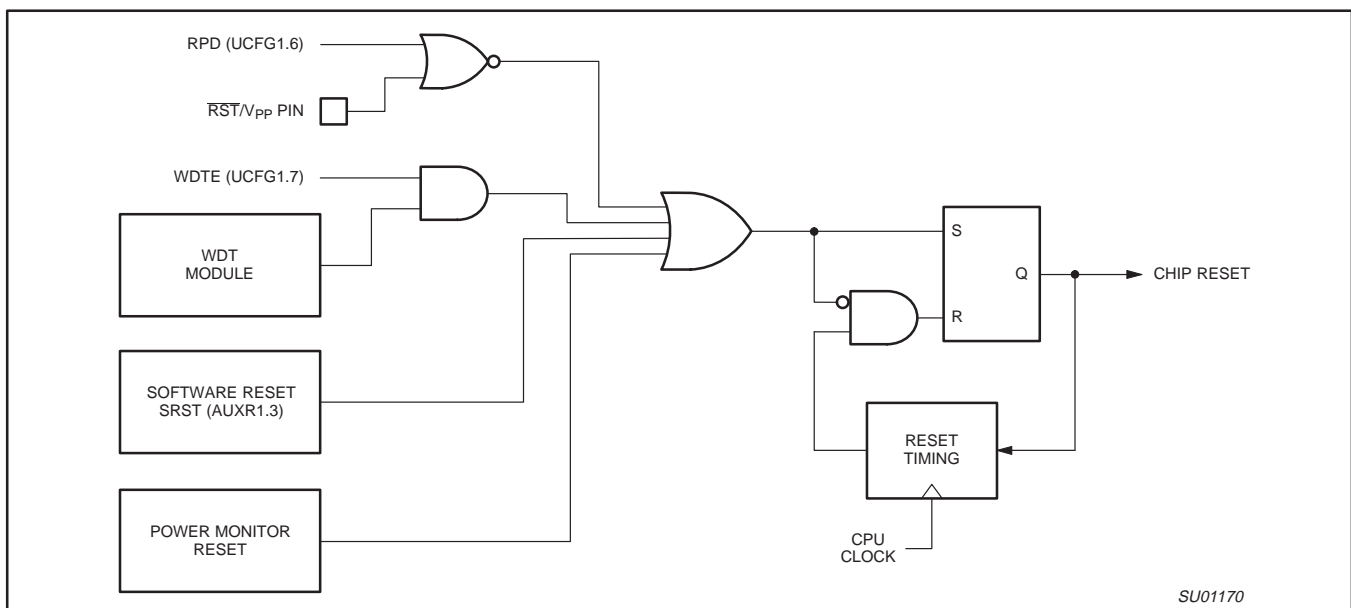 RPD (UCFG1.6)
RST/VPP PIN
WDTE (UCFG1.7)
WDT
MODULE
SOFTWARE RESET
SRST (AUXR1.3)
POWER MONITOR
RESET
S
Q
R
CHIP RESET
RESET
TIMING
CPU
CLOCK
SU01170